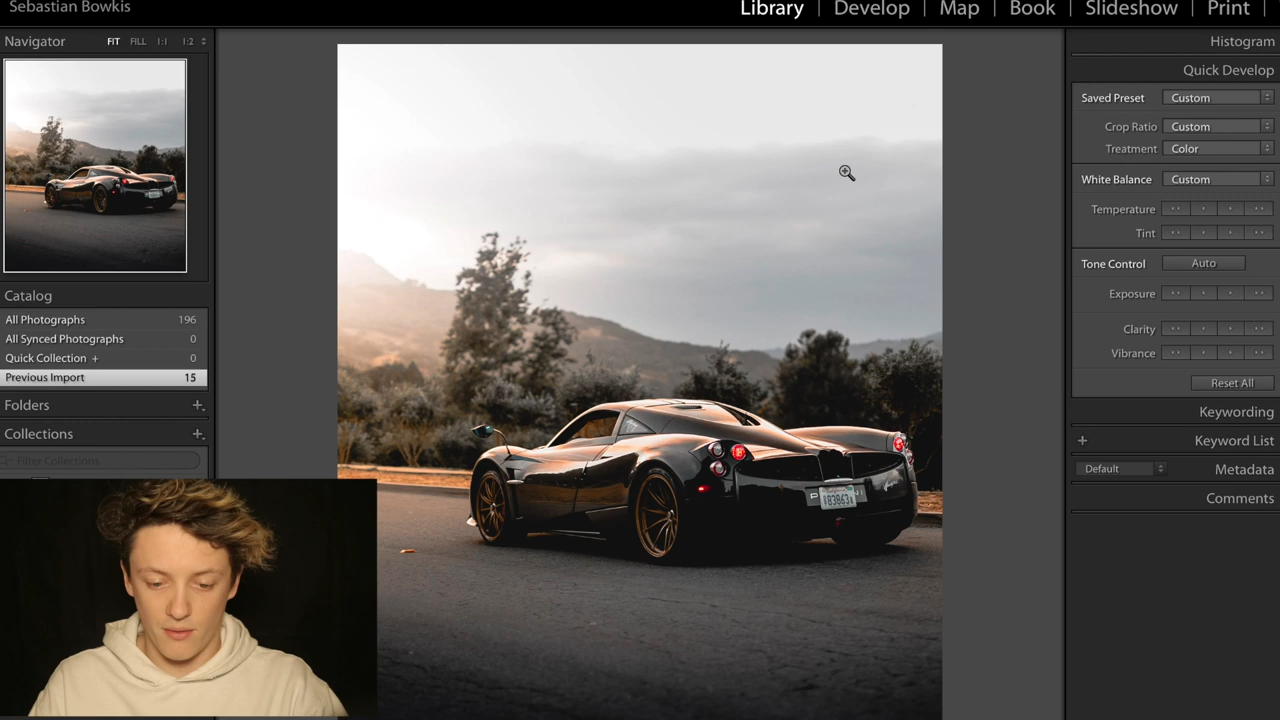 Sebastian Bowkis
Library | Develop | Map | Book | Slideshow | Print |
Navigator FIT FILL 1:1 1:2
Catalog
All Photographs 196
All Synced Photographs 0
Quick Collection + 0
Previous Import 15
Folders +
Collections +
Filter Collections
Histogram
Quick Develop
Saved Preset Custom
Crop Ratio Custom
Treatment Color
White Balance Custom
Temperature
Tint
Tone Control Auto
Exposure
Clarity
Vibrance
Reset All
Keywording
+ Keyword List
Default Metadata
Comments